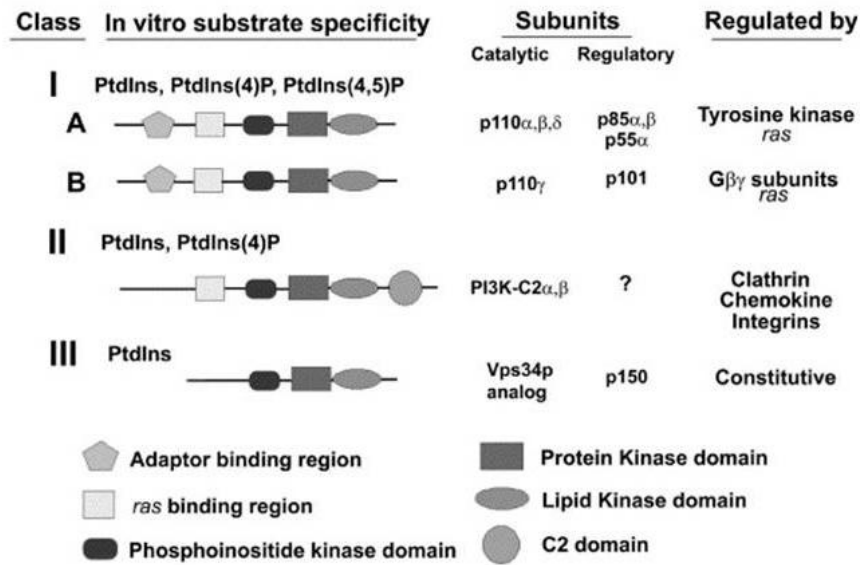 Class In vitro substrate specificity Subunits Regulated by
Catalytic Regulatory
I PtdIns, PtdIns(4)P, PtdIns(4,5)P
A p110α,β,δ p85α,β Tyrosine kinase
p55α ras
B p110γ p101 Gβγ subunits
ras
II PtdIns, PtdIns(4)P
PI3K-C2α,β ? Clathrin
Chemokine
Integrins
III PtdIns
Vps34p p150 Constitutive
analog
Adaptor binding region Protein Kinase domain
ras binding region Lipid Kinase domain
Phosphoinositide kinase domain C2 domain